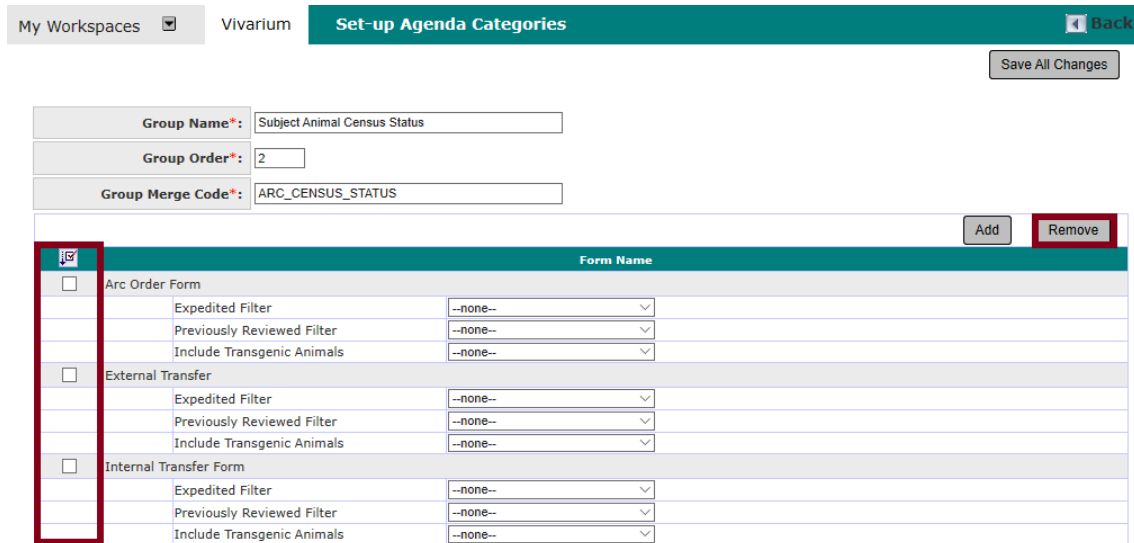 My Workspaces Vivarium Set-up Agenda Categories Back
Save All Changes
Group Name*: Subject Animal Census Status
Group Order*: 2
Group Merge Code*: ARC_CENSUS_STATUS
Add Remove
Form Name
Arc Order Form
Expedited Filter --none--
Previously Reviewed Filter --none--
Include Transgenic Animals --none--
External Transfer
Expedited Filter --none--
Previously Reviewed Filter --none--
Include Transgenic Animals --none--
Internal Transfer Form
Expedited Filter --none--
Previously Reviewed Filter --none--
Include Transgenic Animals --none--